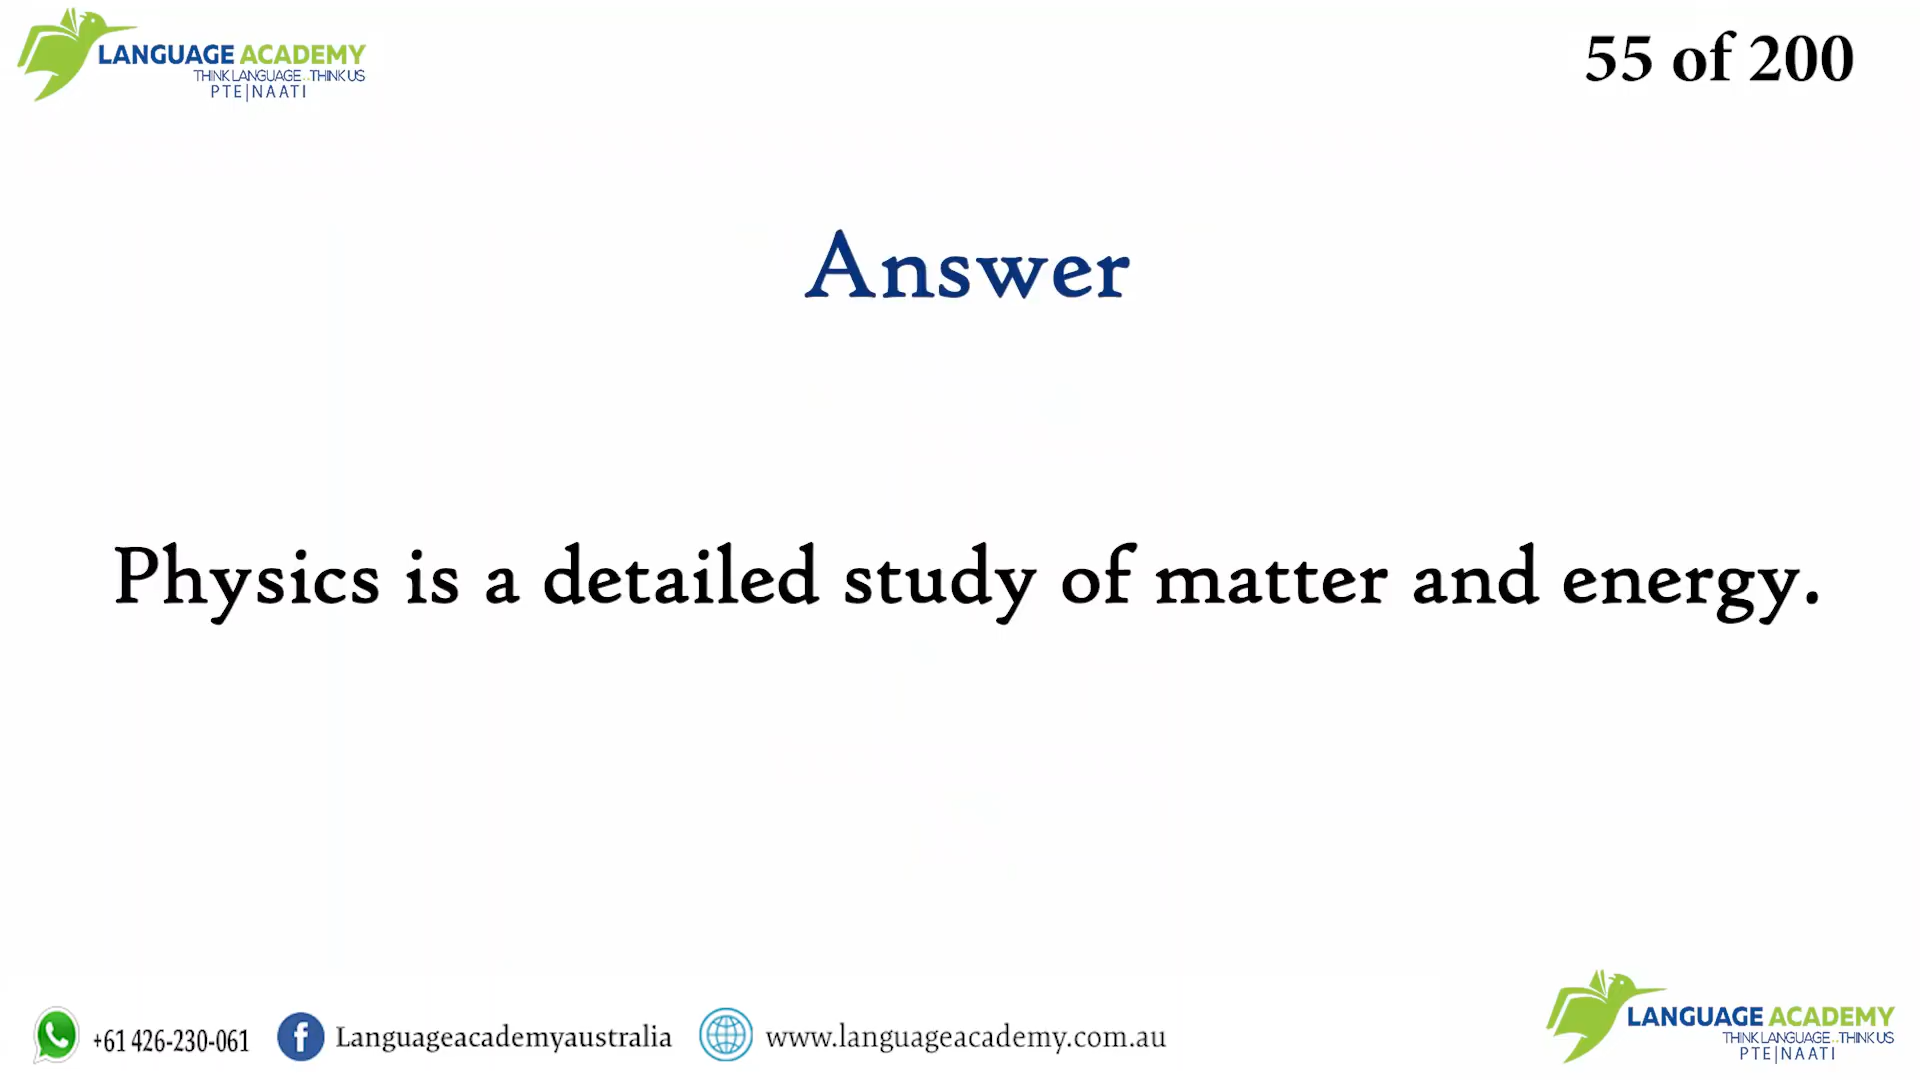 LANGUAGE ACADEMY
THINK LANGUAGE..THINK US
PTE|NAATI
55 of 200
Answer
Physics is a detailed study of matter and energy.
+61 426-230-061
Languageacademyaustralia
www.languageacademy.com.au
LANGUAGE ACADEMY
THINK LANGUAGE..THINK US
PTE|NAATI